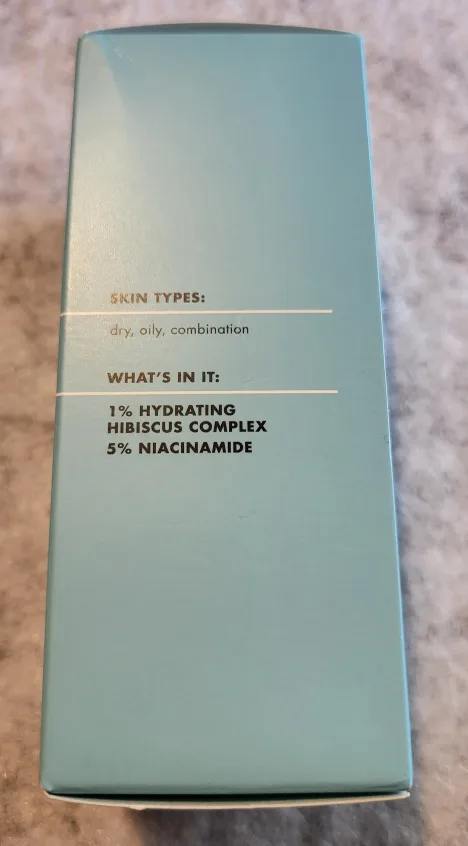 SKIN TYPES:
dry, oily, combination
WHAT'S IN IT:
1% HYDRATING
HIBISCUS COMPLEX
5% NIACINAMIDE